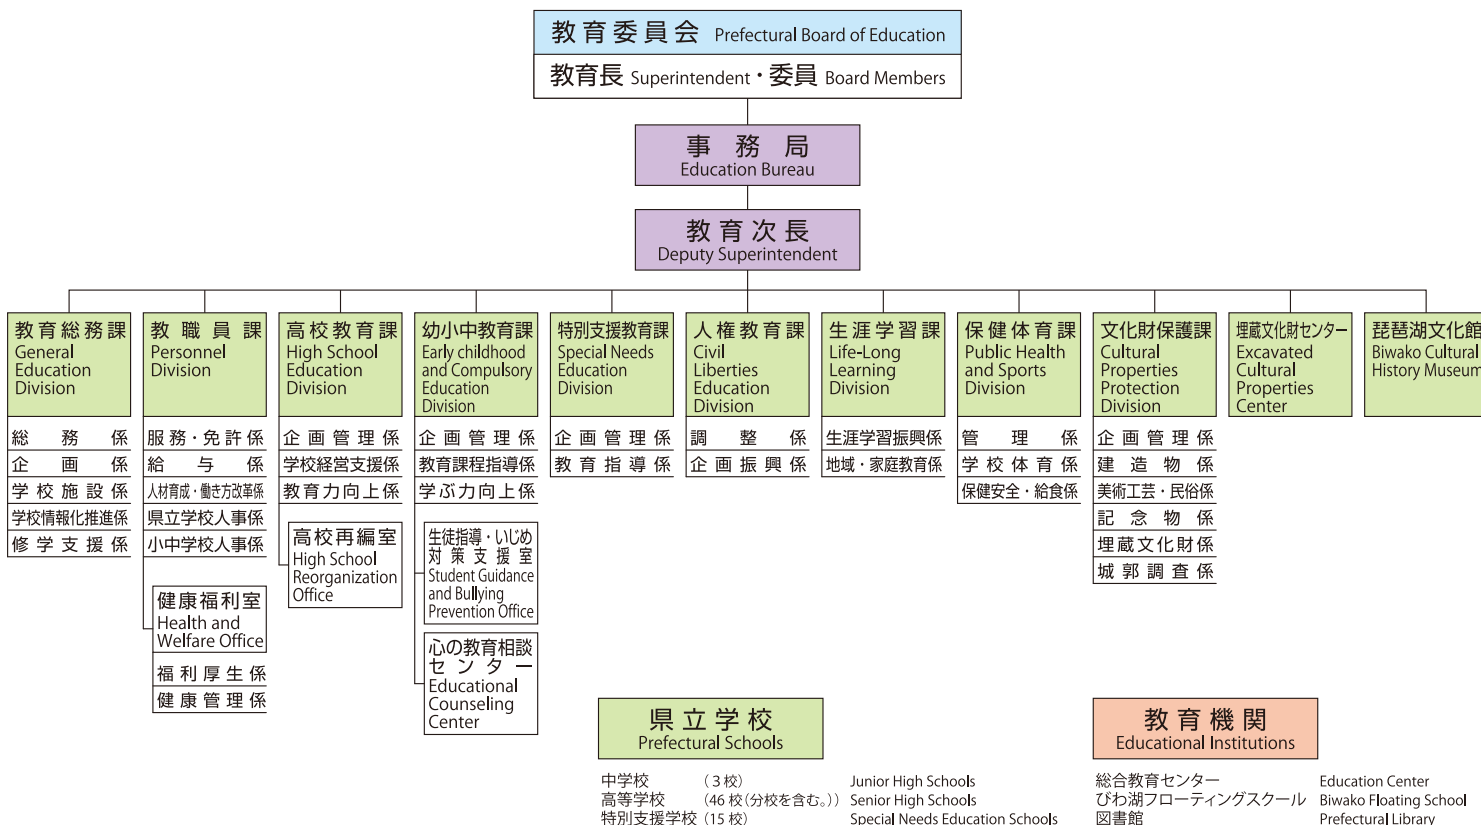 教育委員会 Prefectural Board of Education
教育長 Superintendent・委員 Board Members
事務局
Education Bureau
教育次長
Deputy Superintendent
教育総務課
General
Education
Division
総務係
企画係
学校施設係
学校情報化推進係
修学支援係
教職員課
Personnel
Division
服務・免許係
給与係
人材育成・働き方改革係
県立学校人事係
小中学校人事係
健康福利室
Health and
Welfare Office
福利厚生係
健康管理係
高校教育課
High School
Education
Division
企画管理係
学校経営支援係
教育力向上係
高校再編室
High School
Reorganization
Office
幼小中教育課
Early childhood
and Compulsory
Education
Division
企画管理係
教育課程指導係
学ぶ力向上係
生徒指導・いじめ
対策支援室
Student Guidance
and Bullying
Prevention Office
心の教育相談
センター
Educational
Counseling
Center
特別支援教育課
Special Needs
Education
Division
企画管理係
教育指導係
人権教育課
Civil
Liberties
Education
Division
調整係
企画振興係
生涯学習課
Life-Long
Learning
Division
生涯学習振興係
地域・家庭教育係
保健体育課
Public Health
and Sports
Division
管理係
学校体育係
保健安全・給食係
文化財保護課
Cultural
Properties
Protection
Division
企画管理係
建造物係
美術工芸・民俗係
記念物係
埋蔵文化財係
城郭調査係
埋蔵文化財センター
Excavated
Cultural
Properties
Center
琵琶湖文化館
Biwako Cultural
History Museum
県立学校
Prefectural Schools
中学校 (3校) Junior High Schools
高等学校 (46校(分校を含む。)) Senior High Schools
特別支援学校 (15校) Special Needs Education Schools
教育機関
Educational Institutions
総合教育センター Education Center
びわ湖フローティングスクール Biwako Floating School
図書館 Prefectural Library